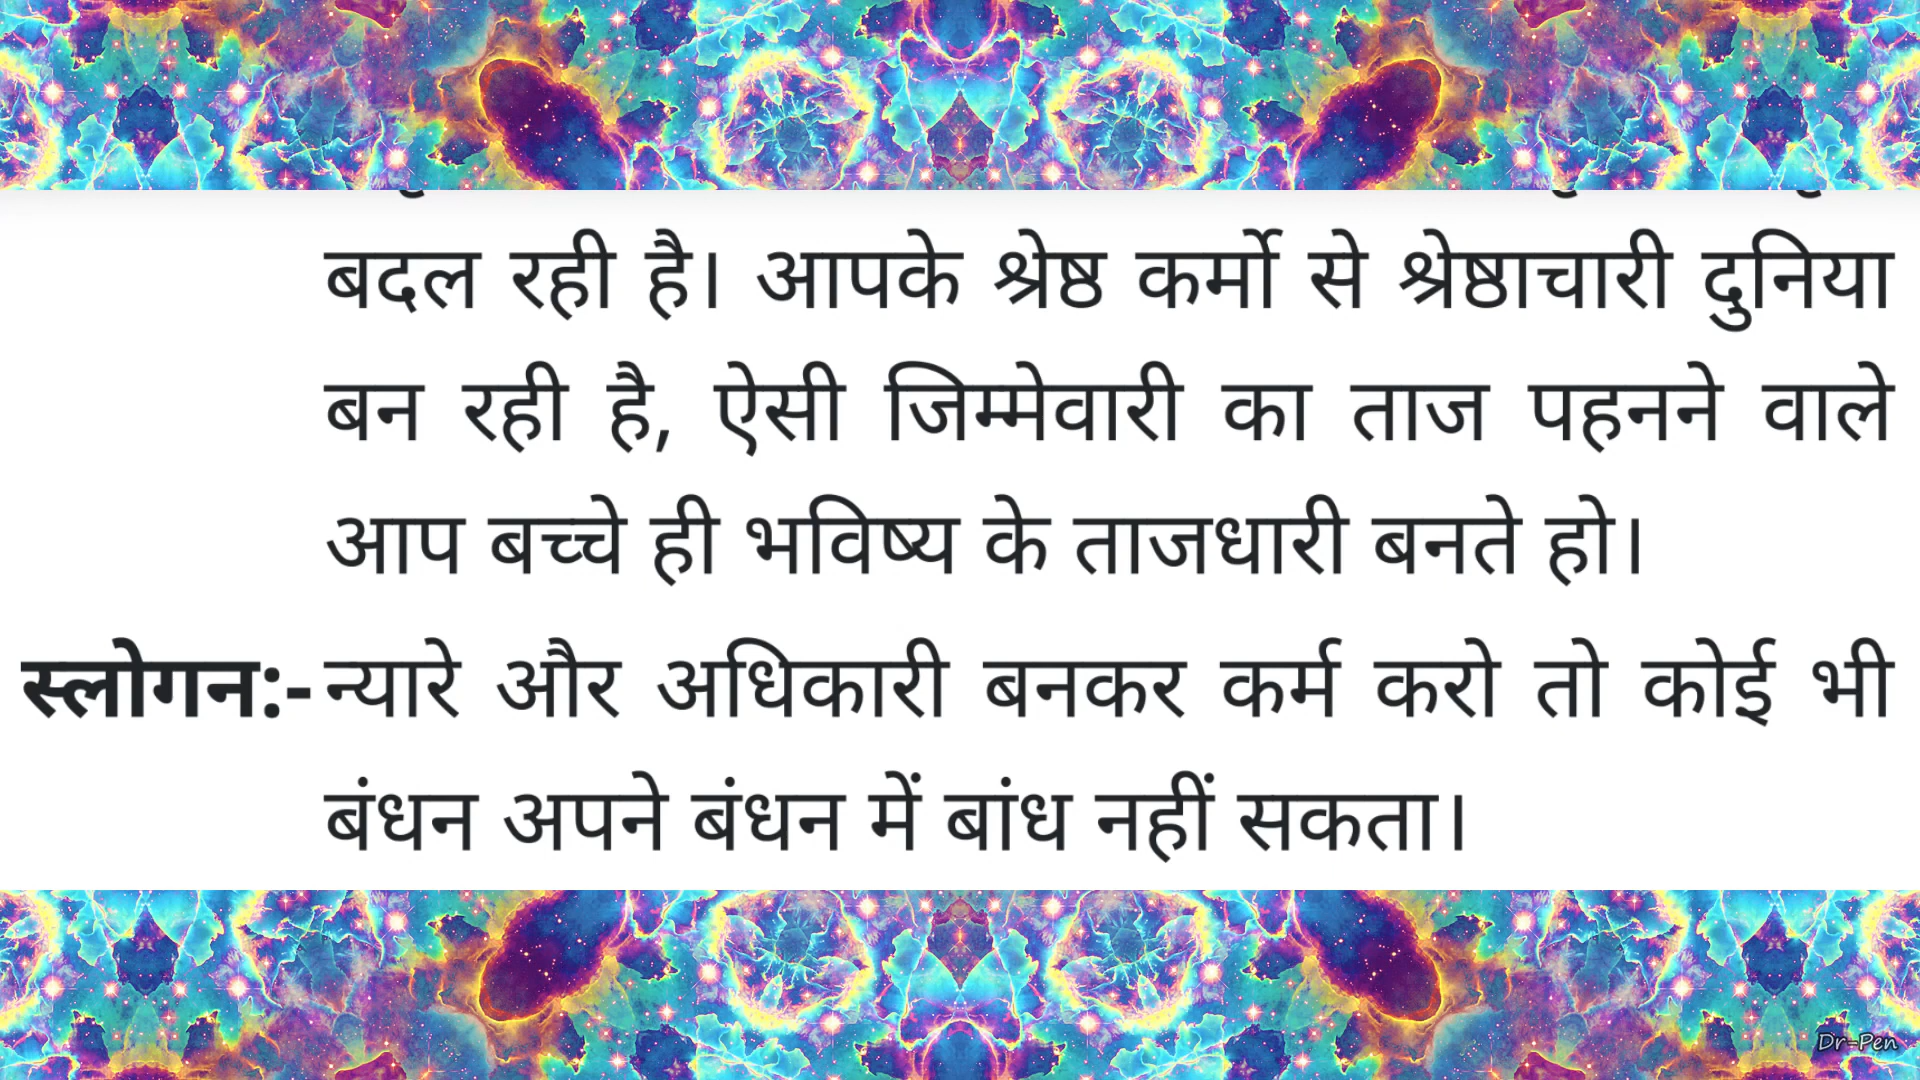 बदल रही है। आपके श्रेष्ठ कर्मो से श्रेष्ठाचारी दुनिया
बन रही है, ऐसी जिम्मेवारी का ताज पहनने वाले
आप बच्चे ही भविष्य के ताजधारी बनते हो।
स्लोगन:- न्यारे और अधिकारी बनकर कर्म करो तो कोई भी
बंधन अपने बंधन में बांध नहीं सकता।
Dr-Pen